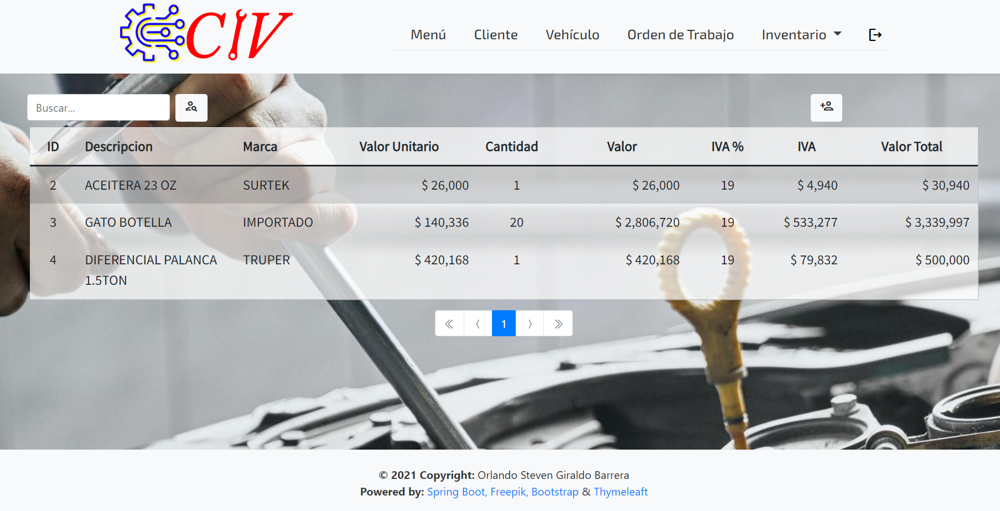 CIV
Menú Cliente Vehículo Orden de Trabajo Inventario
Buscar...
ID Descripcion Marca Valor Unitario Cantidad Valor IVA % IVA Valor Total
2 ACEITERA 23 OZ SURTEK $ 26,000 1 $ 26,000 19 $ 4,940 $ 30,940
3 GATO BOTELLA IMPORTADO $ 140,336 20 $ 2,806,720 19 $ 533,277 $ 3,339,997
4 DIFERENCIAL PALANCA TRUPER $ 420,168 1 $ 420,168 19 $ 79,832 $ 500,000
1.5TON
« ‹ 1 › »
© 2021 Copyright: Orlando Steven Giraldo Barrera
Powered by: Spring Boot, Freepik, Bootstrap & Thymeleaft